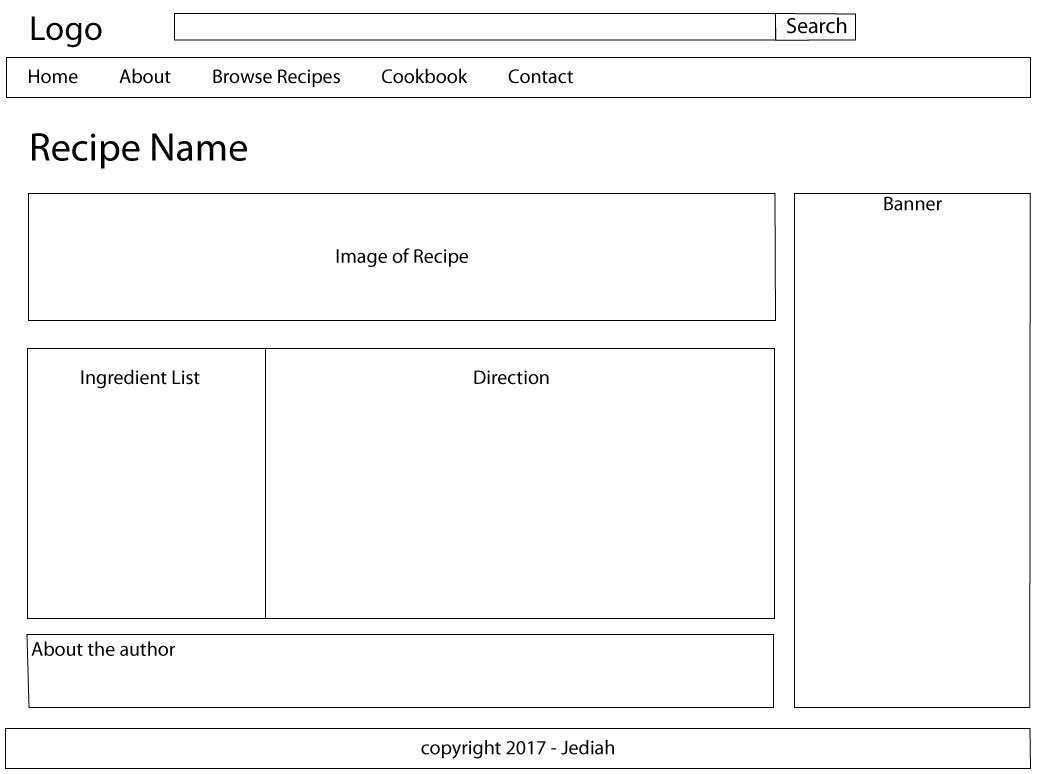 Logo
Search
Home About Browse Recipes Cookbook Contact
Recipe Name
Image of Recipe
Banner
Ingredient List
Direction
About the author
copyright 2017 - Jediah